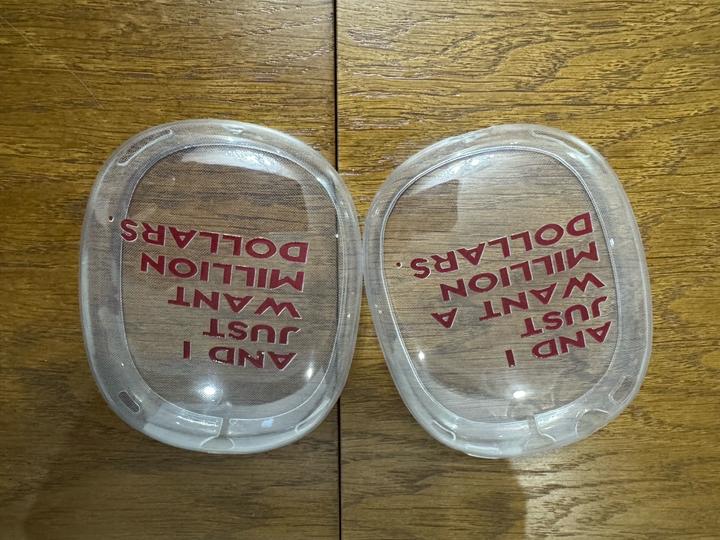 AND I
JUST
WANT
MILLION
DOLLARS.
AND I
JUST
WANT A
MILLION
DOLLARS.